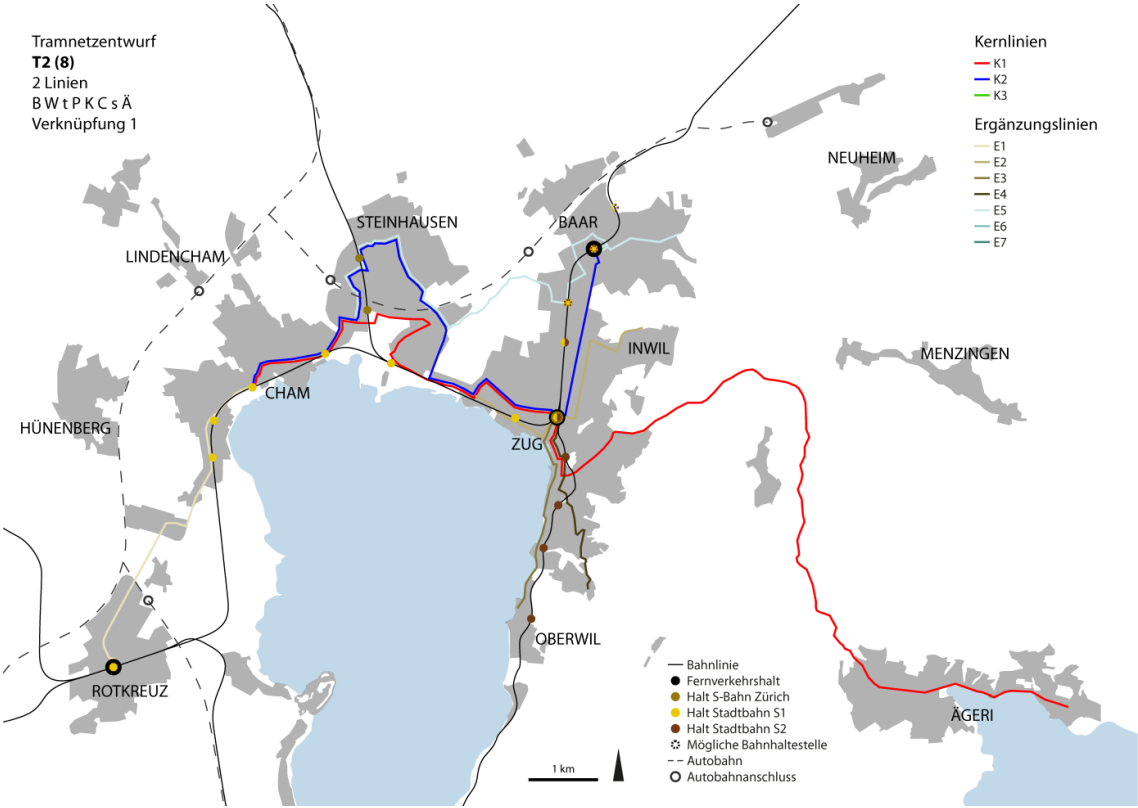 Tramnetzentwurf
T2 (8)
2 Linien
B W t P K C s Ä
Verknüpfung 1
Kernlinien
K1
K2
K3
Ergänzungslinien
E1
E2
E3
E4
E5
E6
E7
NEUHEIM
STEINHAUSEN
BAAR
LINDENCHAM
INWIL
MENZINGEN
CHAM
HÜNENBERG
ZUG
OBERWIL
ROTKREUZ
ÄGERI
Bahnlinie
Fernverkehrshalt
Halt S-Bahn Zürich
Halt Stadtbahn S1
Halt Stadtbahn S2
Mögliche Bahnhaltestelle
Autobahn
Autobahnanschluss
1 km